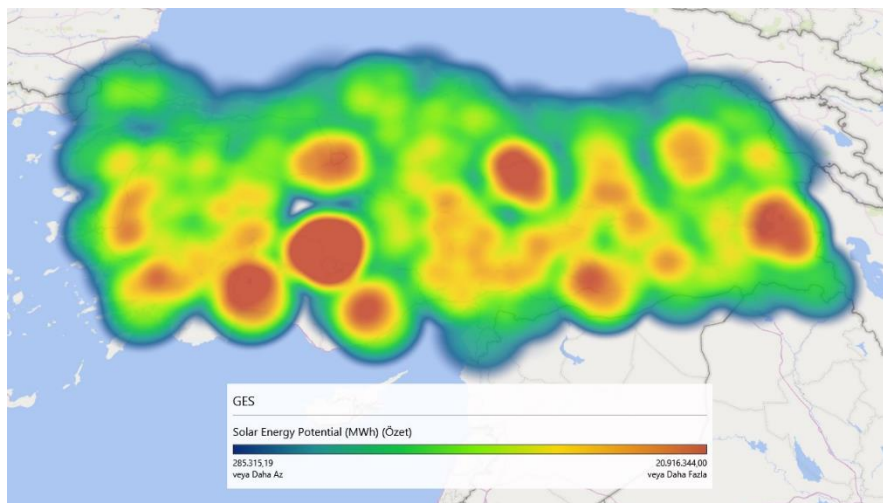 GES
Solar Energy Potential (MWh) (Özet)
285.315,19 20.916.344,00
veya Daha Az veya Daha Fazla